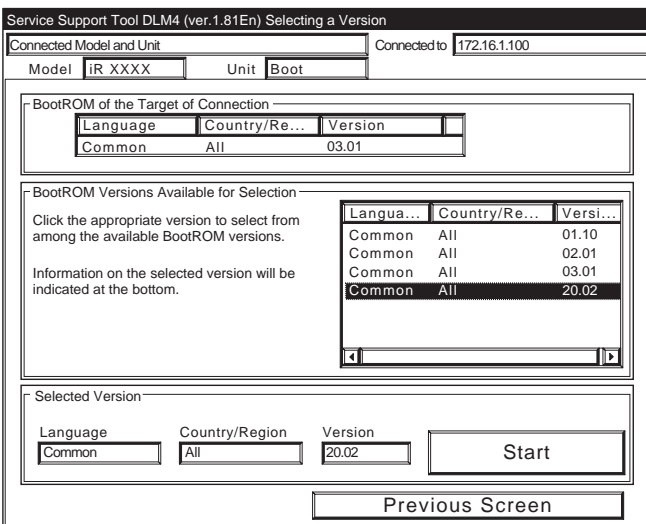 Service Support Tool DLM4 (ver.1.81En) Selecting a Version
Connected Model and Unit
Connected to 172.16.1.100
Model iR XXXX Unit Boot
BootROM of the Target of Connection
Language Country/Re... Version
Common All 03.01
BootROM Versions Available for Selection
Click the appropriate version to select from
among the available BootROM versions.
Information on the selected version will be
indicated at the bottom.
Langua... Country/Re... Versi...
Common All 01.10
Common All 02.01
Common All 03.01
Common All 20.02
Selected Version
Language Country/Region Version
Common All 20.02
Start
Previous Screen